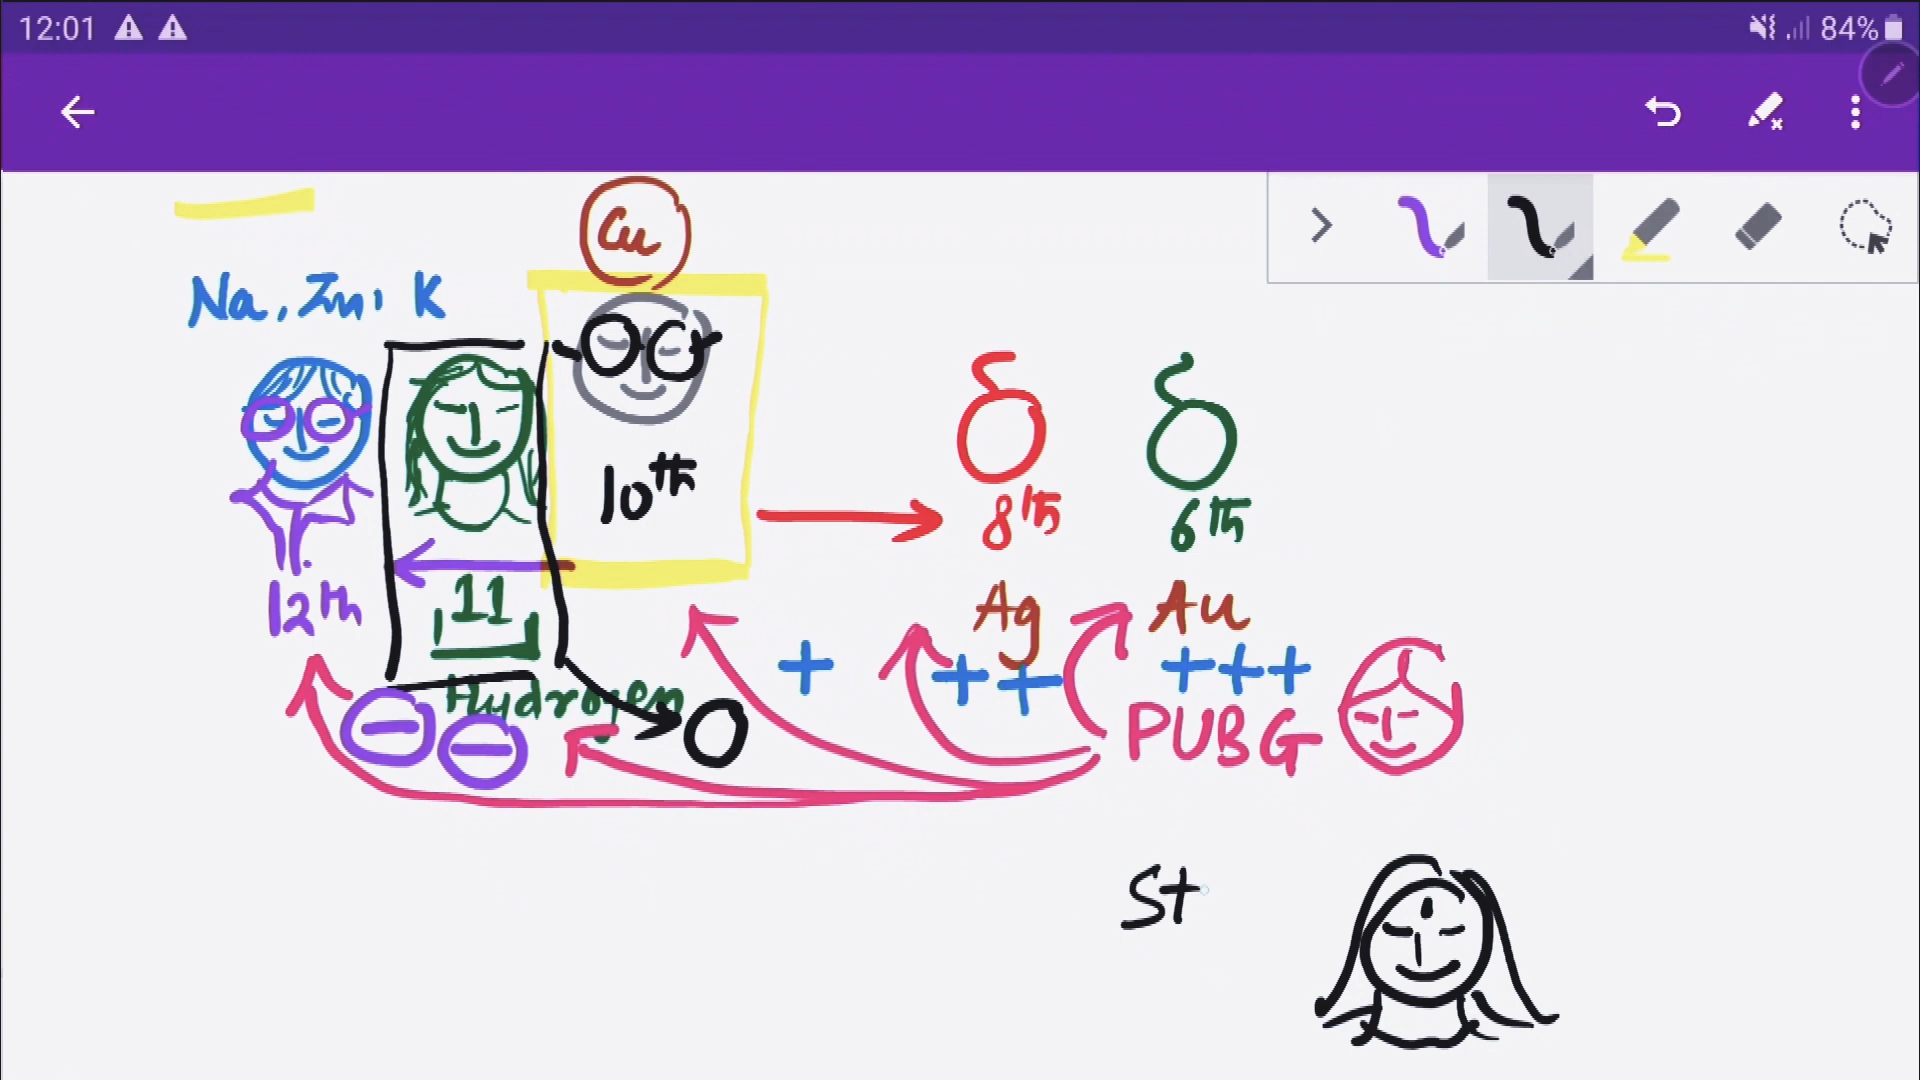 12:01 84%
Cu
Na, Zn, K
10th
8th 6th
12th 11 Ag Au
+ ++ +++
Hydrogen O
PUBG
St